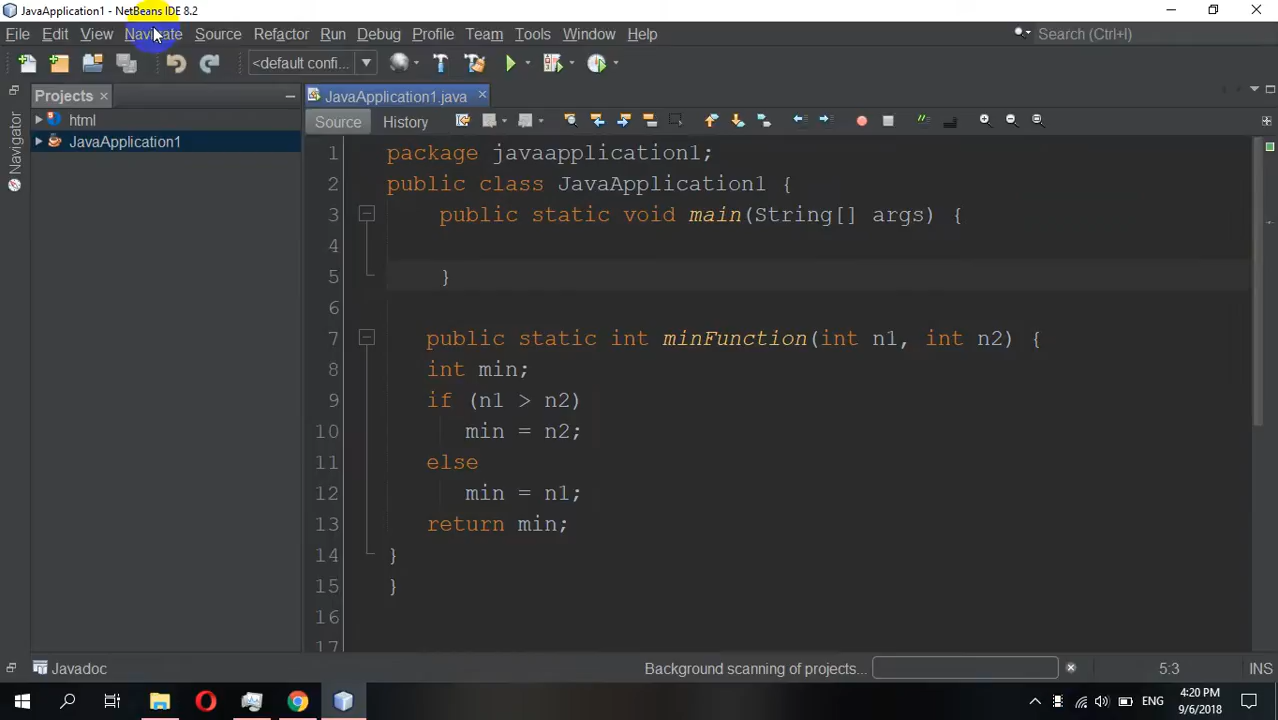 JavaApplication1 - NetBeans IDE 8.2
File Edit View Navigate Source Refactor Run Debug Profile Team Tools Window Help Search (Ctrl+I)
<default confi...
Projects
JavaApplication1.java
Navigator
html
JavaApplication1
Source History
1 package javaapplication1;
2 public class JavaApplication1 {
3 public static void main(String[] args) {
4
5 }
6
7 public static int minFunction(int n1, int n2) {
8 int min;
9 if (n1 > n2)
10 min = n2;
11 else
12 min = n1;
13 return min;
14 }
15 }
16
17
Javadoc
Background scanning of projects...
5:3
INS
ENG
4:20 PM
9/6/2018